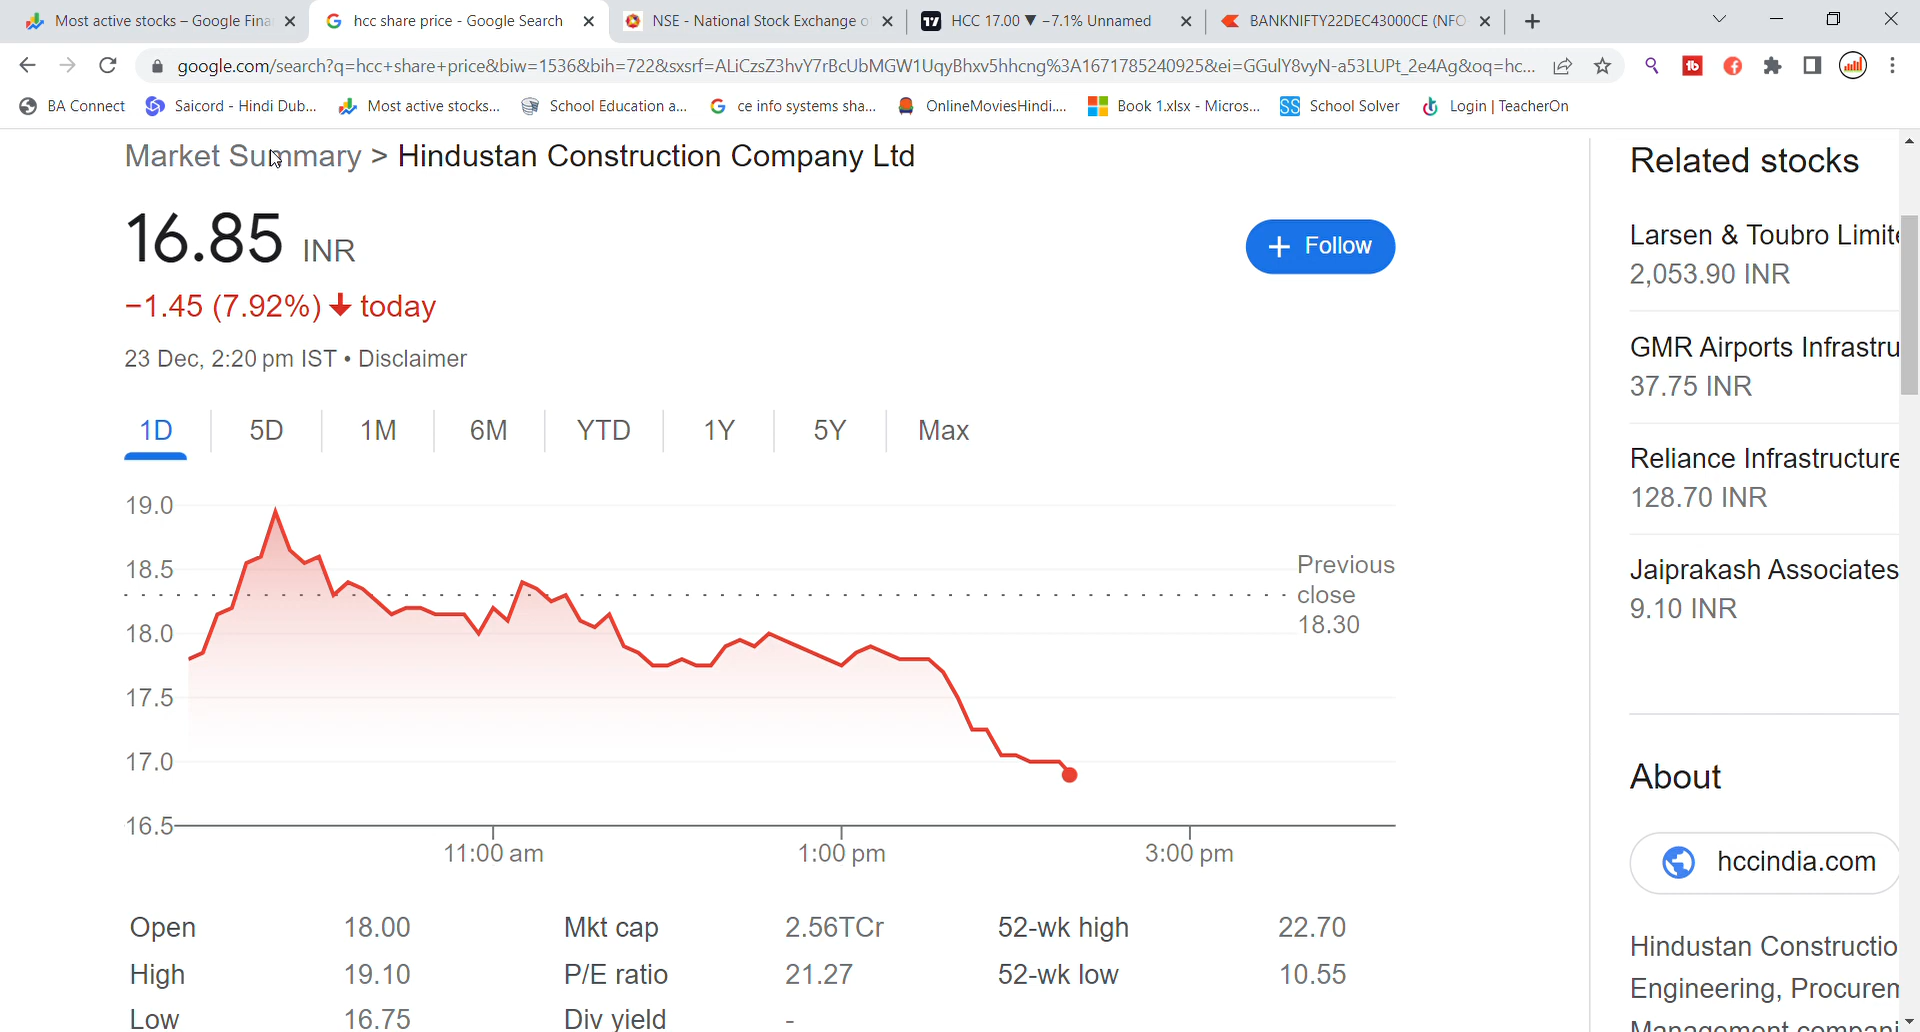 Most active stocks – Google Fina
hcc share price - Google Search
NSE - National Stock Exchange o
HCC 17.00 ▼ −7.1% Unnamed
BANKNIFTY22DEC43000CE (NFO
google.com/search?q=hcc+share+price&biw=1536&bih=722&sxsrf=ALiCzsZ3hvY7rBcUbMGW1UqyBhxv5hhcng%3A1671785240925&ei=GGulY8vyN-a53LUPt_2e4Ag&oq=hc...
BA Connect
Saicord - Hindi Dub...
Most active stocks...
School Education a...
ce info systems sha...
OnlineMoviesHindi....
Book 1.xlsx - Micros...
SS School Solver
Login | TeacherOn
Market Summary > Hindustan Construction Company Ltd
16.85 INR
+ Follow
−1.45 (7.92%) ↓ today
23 Dec, 2:20 pm IST • Disclaimer
1D 5D 1M 6M YTD 1Y 5Y Max
19.0
18.5
18.0
17.5
17.0
16.5
Previous
close
18.30
11:00 am 1:00 pm 3:00 pm
Open 18.00 Mkt cap 2.56TCr 52-wk high 22.70
High 19.10 P/E ratio 21.27 52-wk low 10.55
Low 16.75 Div yield -
Related stocks
Larsen & Toubro Limite
2,053.90 INR
GMR Airports Infrastru
37.75 INR
Reliance Infrastructure
128.70 INR
Jaiprakash Associates
9.10 INR
About
hccindia.com
Hindustan Constructio
Engineering, Procurem
Management compani